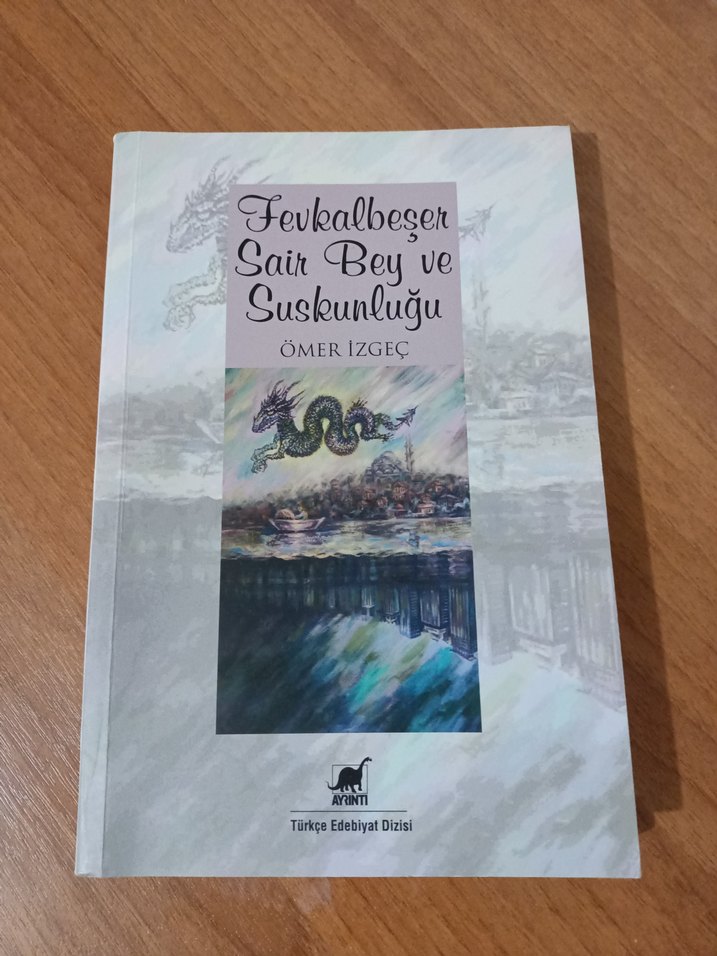 Fevkalbeşer
Sair Bey ve
Suskunluğu
ÖMER İZGEÇ
AYRINTI
Türkçe Edebiyat Dizisi